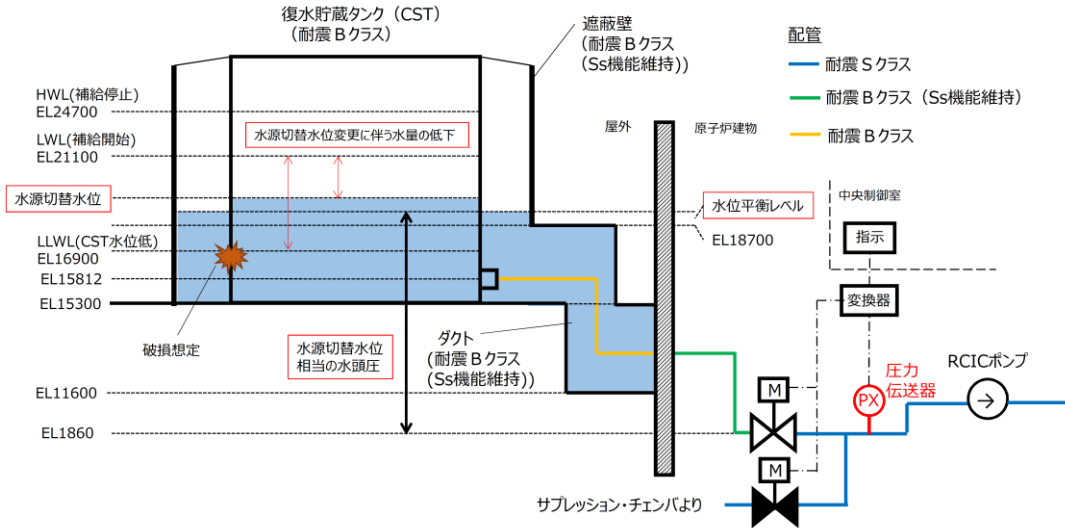 復水貯蔵タンク（CST）
（耐震Ｂクラス）
遮蔽壁
（耐震Ｂクラス
（Ss機能維持））
配管
耐震Ｓクラス
耐震Ｂクラス（Ss機能維持）
耐震Ｂクラス
HWL(補給停止)
EL24700
LWL(補給開始)
EL21100
水源切替水位変更に伴う水量の低下
屋外
原子炉建物
水源切替水位
水位平衡レベル
EL18700
中央制御室
指示
変換器
LLWL(CST水位低)
EL16900
EL15812
EL15300
破損想定
水源切替水位
相当の水頭圧
ダクト
（耐震Ｂクラス
（Ss機能維持））
EL11600
EL1860
M
PX
圧力
伝送器
RCICポンプ
M
サプレッション・チェンバより